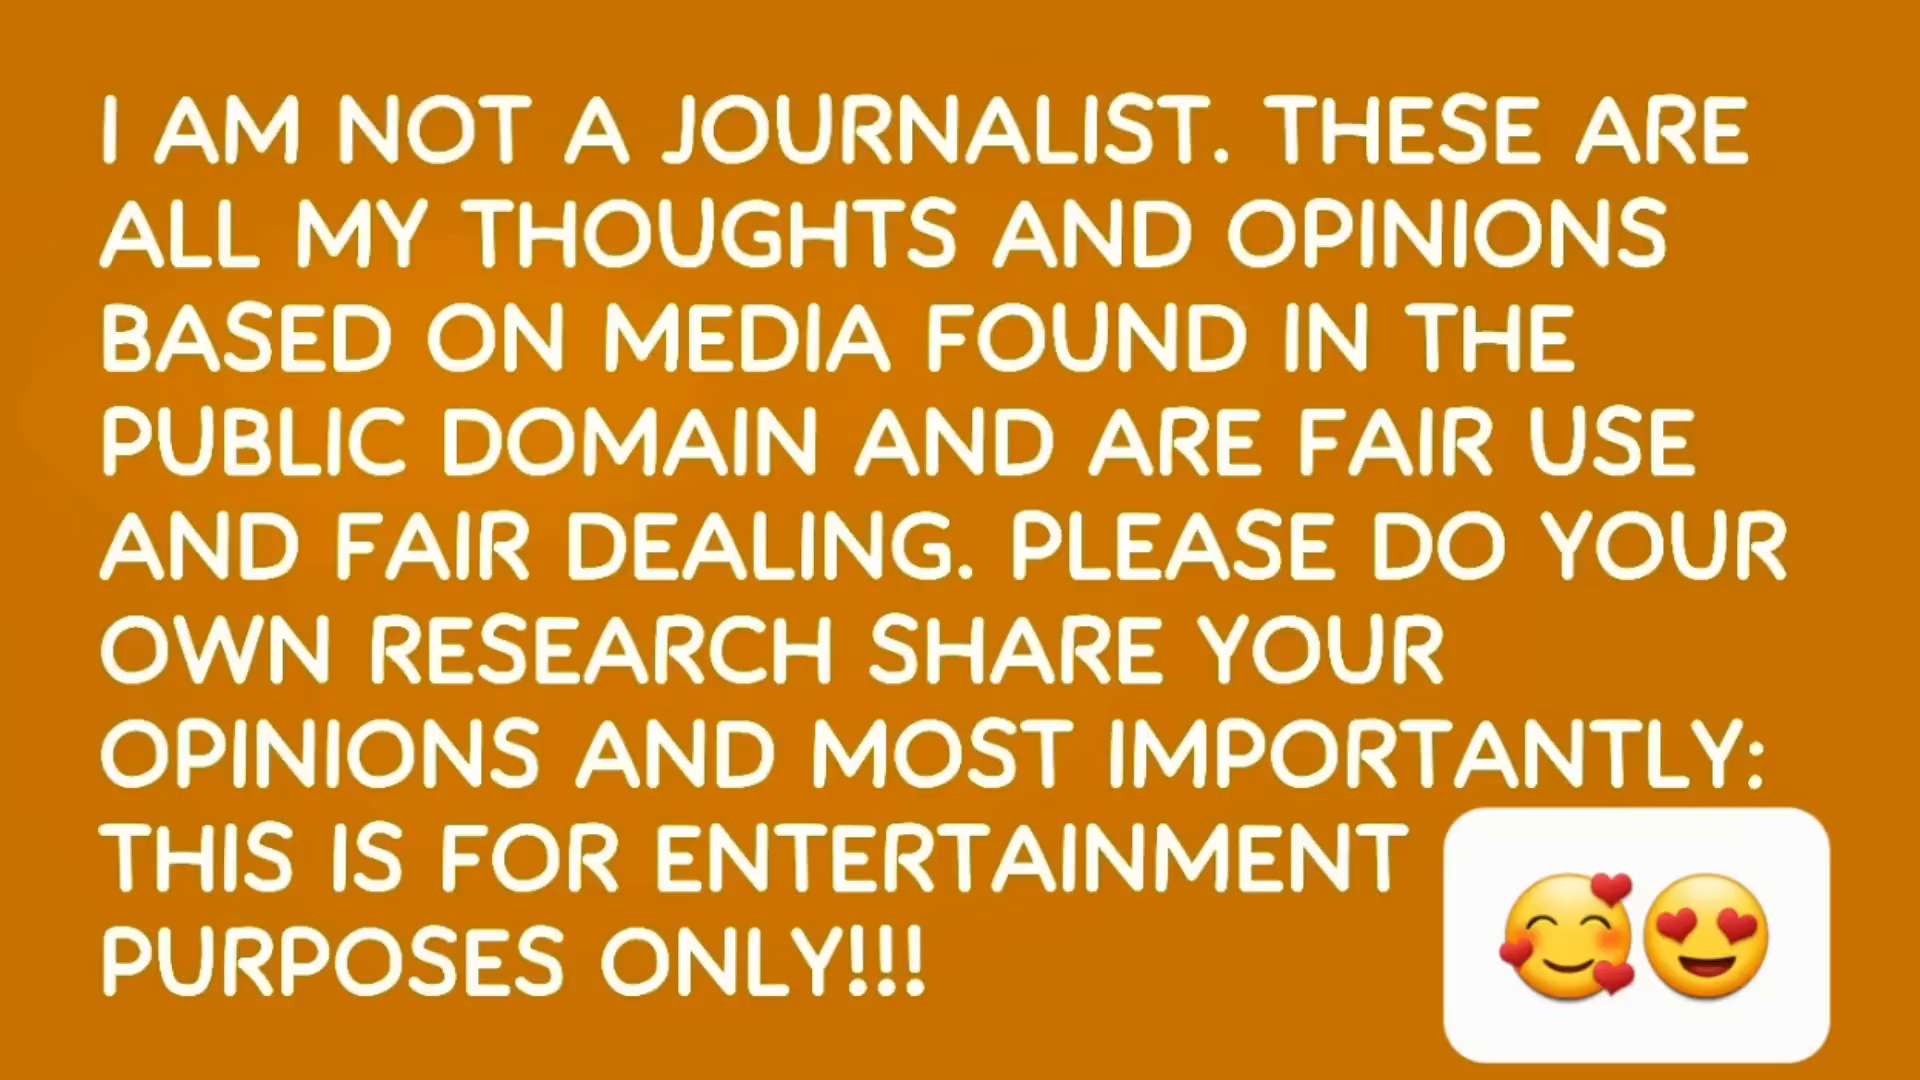 I AM NOT A JOURNALIST. THESE ARE
ALL MY THOUGHTS AND OPINIONS
BASED ON MEDIA FOUND IN THE
PUBLIC DOMAIN AND ARE FAIR USE
AND FAIR DEALING. PLEASE DO YOUR
OWN RESEARCH SHARE YOUR
OPINIONS AND MOST IMPORTANTLY:
THIS IS FOR ENTERTAINMENT
PURPOSES ONLY!!!